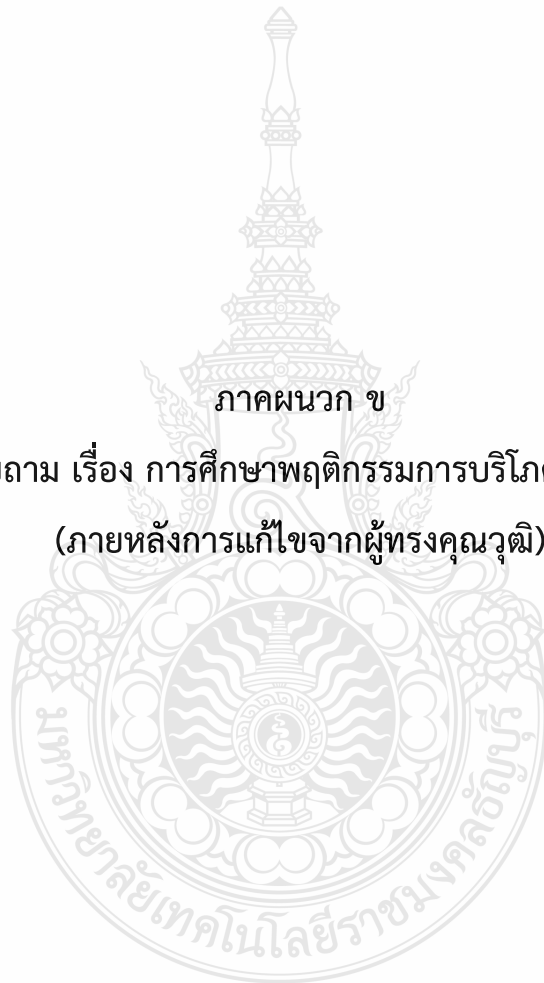 ภาคผนวก ข
ถาม เรื่อง การศึกษาพฤติกรรมการบริโภค
(ภายหลังการแก้ไขจากผู้ทรงคุณวุฒิ)
มหาวิทยาลัยเทคโนโลยีราชมงคลธัญบุรี